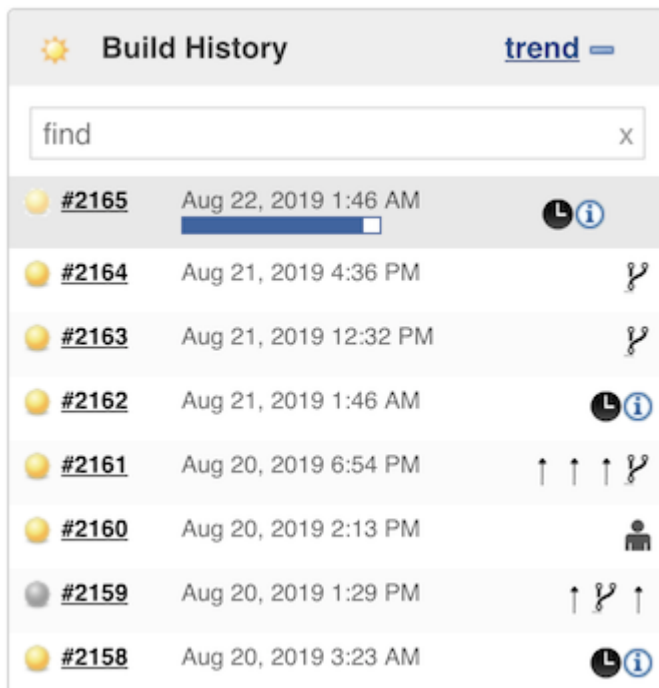 Build History trend
find x
#2165 Aug 22, 2019 1:46 AM
#2164 Aug 21, 2019 4:36 PM
#2163 Aug 21, 2019 12:32 PM
#2162 Aug 21, 2019 1:46 AM
#2161 Aug 20, 2019 6:54 PM
#2160 Aug 20, 2019 2:13 PM
#2159 Aug 20, 2019 1:29 PM
#2158 Aug 20, 2019 3:23 AM